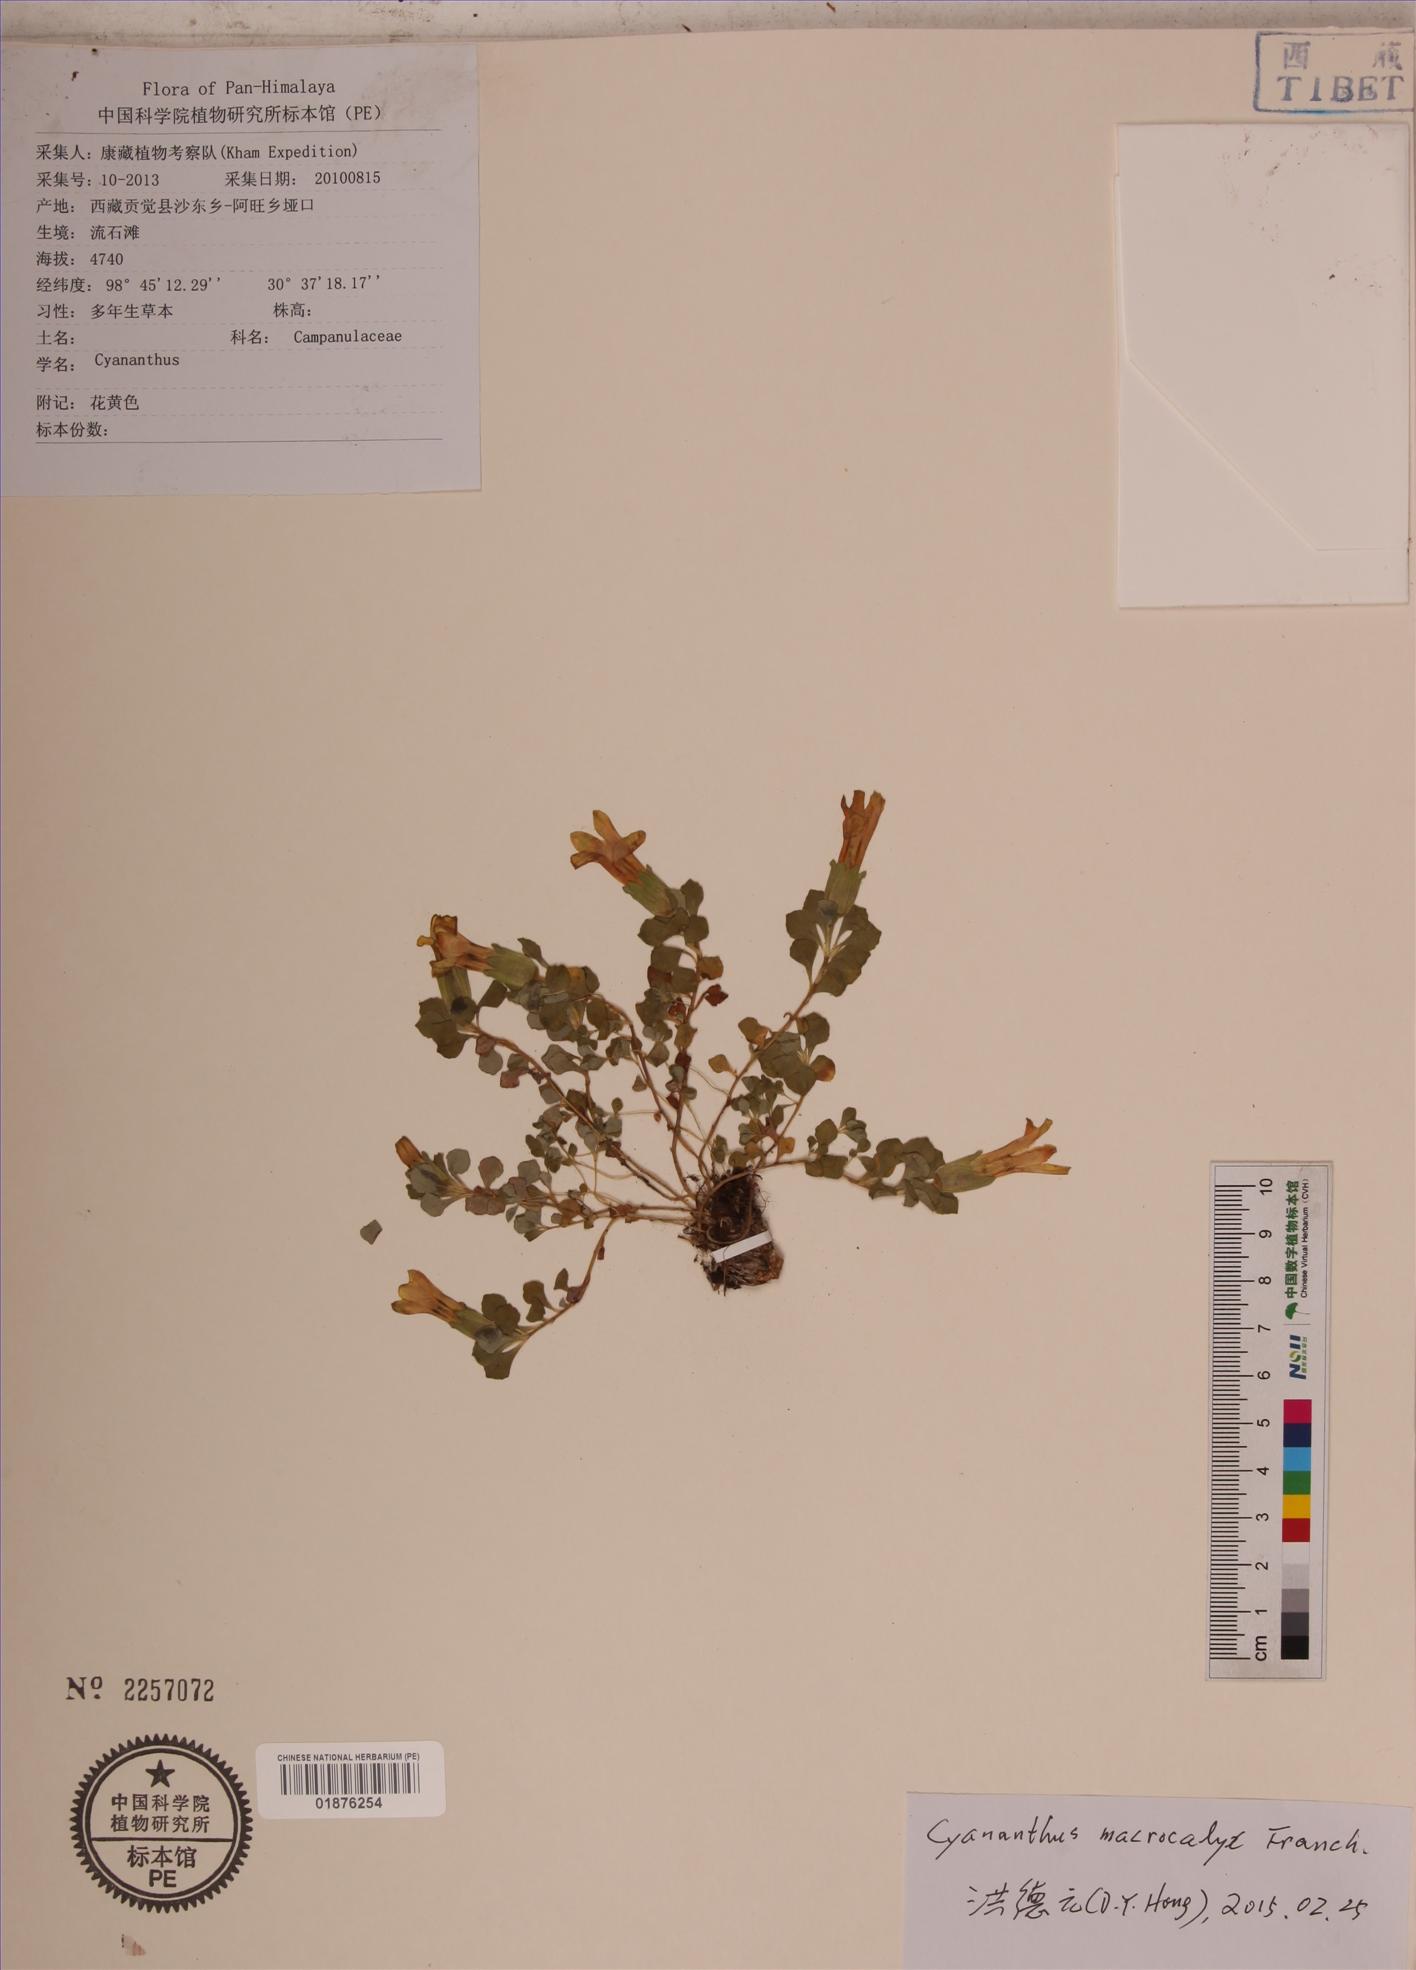 Flora of Pan-Himalaya
中国科学院植物研究所标本馆（PE）
采集人: 康藏植物考察队(Kham Expedition)
采集号: 10-2013 采集日期: 20100815
产地: 西藏贡觉县沙东乡-阿旺乡垭口
生境: 流石滩
海拔: 4740
经纬度: 98° 45'12.29'' 30° 37'18.17''
习性: 多年生草本 株高:
土名: 科名: Campanulaceae
学名: Cyananthus
附记: 花黄色
标本份数:
西 藏
TIBET
10 9 8 7 6 5 4 3 2 1 cm
中国数字植物标本馆
Chinese Virtual Herbarium (CVH)
NSII
Nº 2257072
中国科学院
植物研究所
标本馆
PE
CHINESE NATIONAL HERBARIUM (PE)
01876254
Cyananthus macrocalyx Franch.
洪德元(D.Y. Hong), 2015.02.25